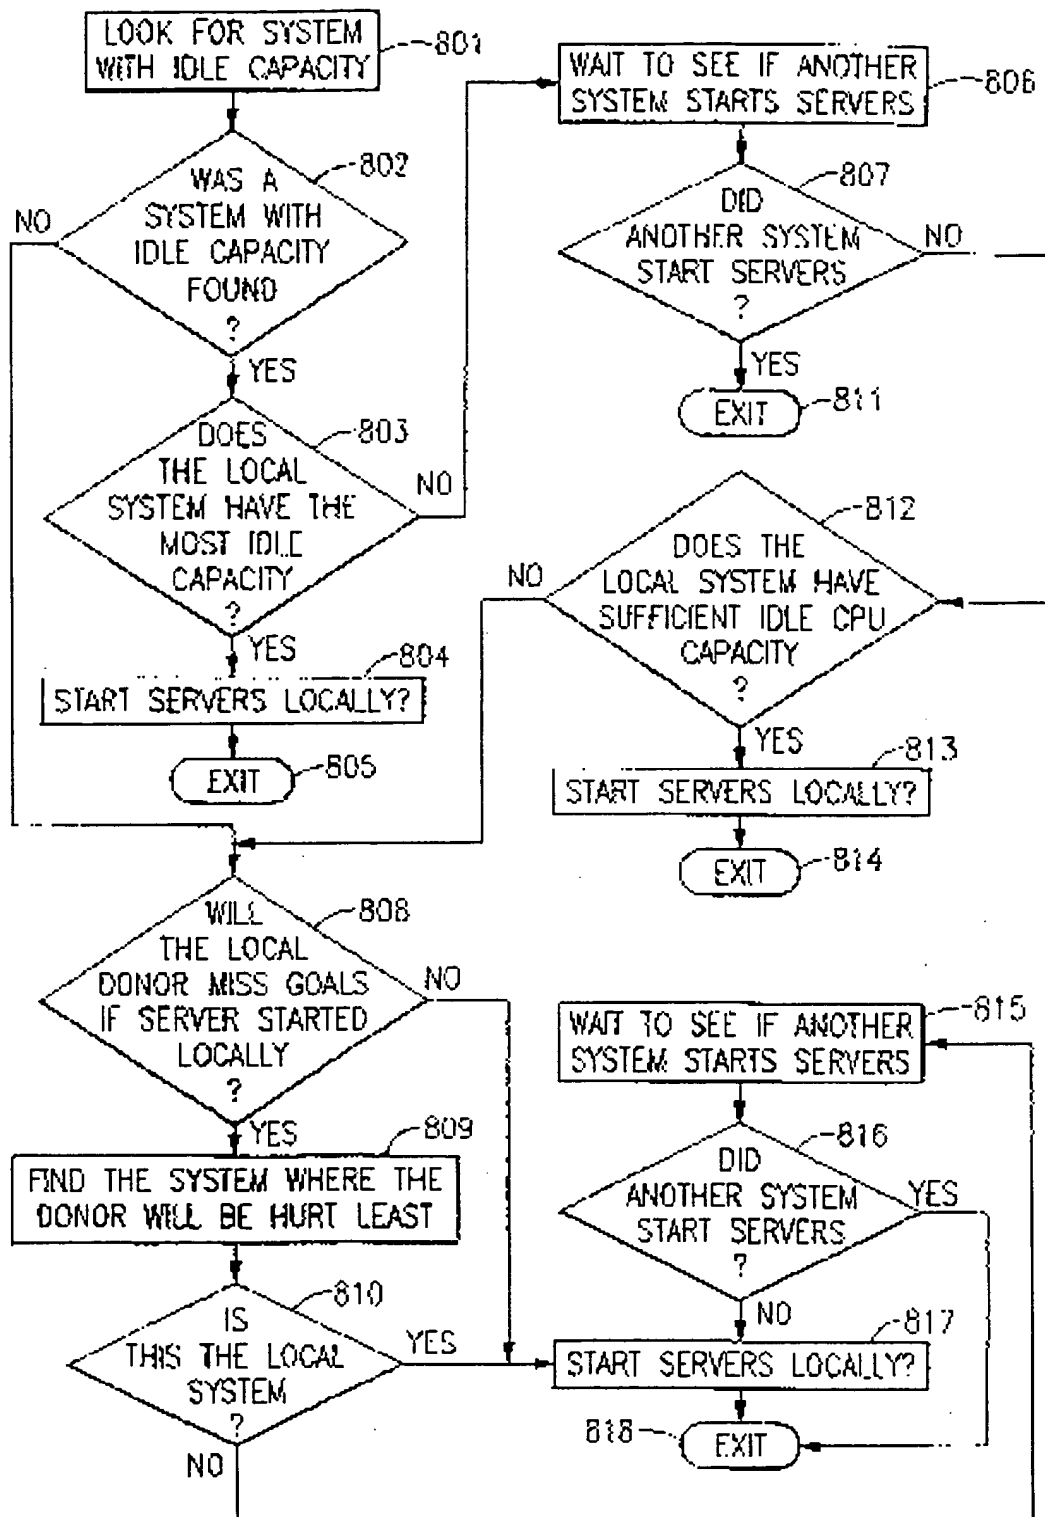 LOOK FOR SYSTEM
WITH IDLE CAPACITY
801
WAS A
SYSTEM WITH
IDLE CAPACITY
FOUND
?
802
NO
YES
DOES
THE LOCAL
SYSTEM HAVE THE
MOST IDLE
CAPACITY
?
803
NO
YES
804
START SERVERS LOCALLY?
EXIT
805
WAIT TO SEE IF ANOTHER
SYSTEM STARTS SERVERS
806
DID
ANOTHER SYSTEM
START SERVERS
?
807
NO
YES
EXIT
811
DOES THE
LOCAL SYSTEM HAVE
SUFFICIENT IDLE CPU
CAPACITY
?
812
NO
YES
813
START SERVERS LOCALLY?
EXIT
814
WILL
THE LOCAL
DONOR MISS GOALS
IF SERVER STARTED
LOCALLY
?
808
NO
YES
809
FIND THE SYSTEM WHERE THE
DONOR WILL BE HURT LEAST
IS
THIS THE LOCAL
SYSTEM
?
810
YES
NO
WAIT TO SEE IF ANOTHER
SYSTEM STARTS SERVERS
815
DID
ANOTHER SYSTEM
START SERVERS
?
816
YES
NO
817
START SERVERS LOCALLY?
818
EXIT